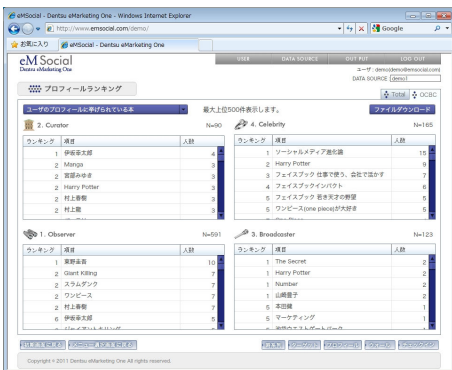 eMSocial - Dentsu eMarketing One - Windows Internet Explorer
http://www.emsocial.com/demo/
Google
お気に入り
eMSocial - Dentsu eMarketing One
eM Social
Dentsu eMarketing One
USER DATA SOURCE OUT PUT LOG OUT
ユーザ : demo(demo@emsocial.com)
DATA SOURCE demo1
プロフィールランキング
Total OCBC
ユーザのプロフィールに挙げられている本
最大上位500件表示します。
ファイルダウンロード
2. Curator N=90
ランキング 項目 人数
1 伊坂幸太郎 4
2 Manga 3
2 宮部みゆき 3
2 Harry Potter 3
2 村上春樹 3
2 村上龍 3
4. Celebrity N=165
ランキング 項目 人数
1 ソーシャルメディア進化論 15
2 Harry Potter 9
3 フェイスブック 仕事で使う、会社で活かす 7
4 フェイスブックインパクト 6
5 フェイスブック 若き天才の野望 5
5 ワンピース(one piece)が大好き 5
1. Observer N=591
ランキング 項目 人数
1 東野圭吾 10
2 Giant Killing 7
2 スラムダンク 7
2 ワンピース 7
2 村上春樹 7
6 伊坂幸太郎 5
3. Broadcaster N=123
ランキング 項目 人数
1 The Secret 2
1 Harry Potter 2
1 Number 2
1 山崎豊子 2
5 本田健 1
5 マーケティング 1
Copyright © 2011 Dentsu eMarketing One All rights reserved.